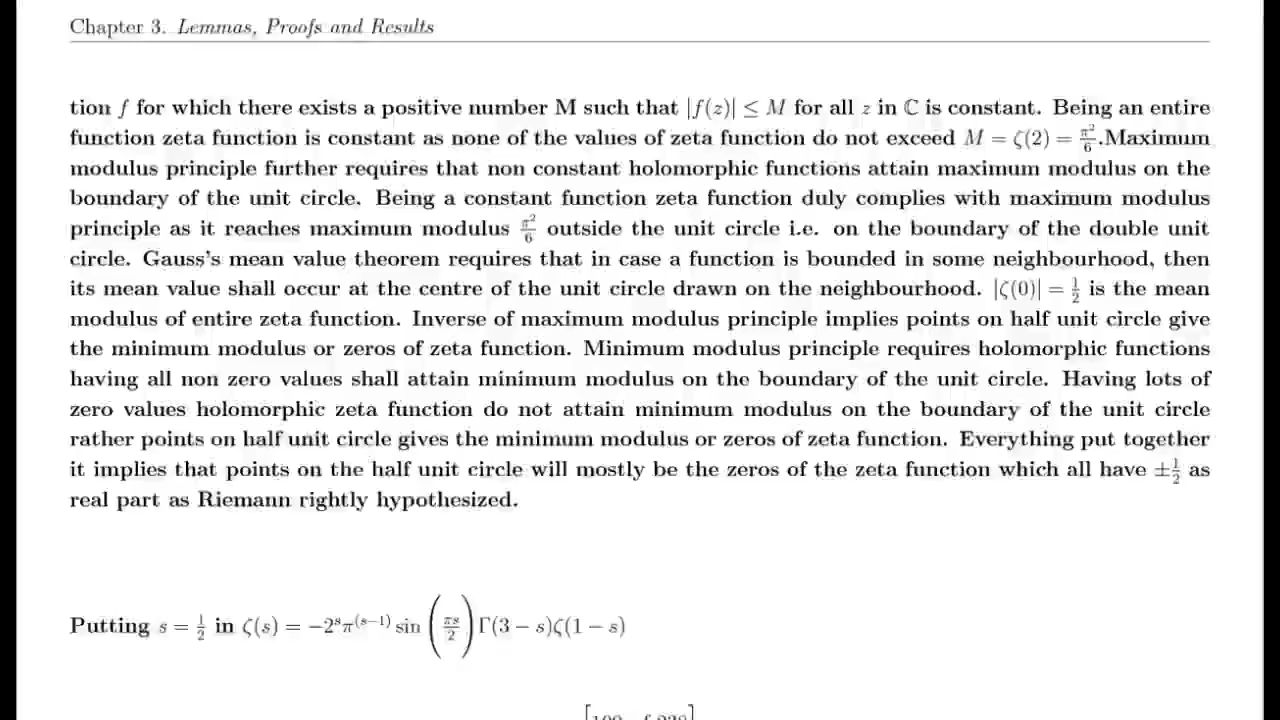 Chapter 3. Lemmas, Proofs and Results
tion f for which there exists a positive number M such that |f(z)| ≤ M for all z in ℂ is constant. Being an entire
function zeta function is constant as none of the values of zeta function do not exceed M = ζ(2) = π²/6.Maximum
modulus principle further requires that non constant holomorphic functions attain maximum modulus on the
boundary of the unit circle. Being a constant function zeta function duly complies with maximum modulus
principle as it reaches maximum modulus π²/6 outside the unit circle i.e. on the boundary of the double unit
circle. Gauss's mean value theorem requires that in case a function is bounded in some neighbourhood, then
its mean value shall occur at the centre of the unit circle drawn on the neighbourhood. |ζ(0)| = 1/2 is the mean
modulus of entire zeta function. Inverse of maximum modulus principle implies points on half unit circle give
the minimum modulus or zeros of zeta function. Minimum modulus principle requires holomorphic functions
having all non zero values shall attain minimum modulus on the boundary of the unit circle. Having lots of
zero values holomorphic zeta function do not attain minimum modulus on the boundary of the unit circle
rather points on half unit circle gives the minimum modulus or zeros of zeta function. Everything put together
it implies that points on the half unit circle will mostly be the zeros of the zeta function which all have ±1/2 as
real part as Riemann rightly hypothesized.
Putting s = 1/2 in ζ(s) = −2ˢπ⁽ˢ⁻¹⁾ sin(πs/2)Γ(3 − s)ζ(1 − s)